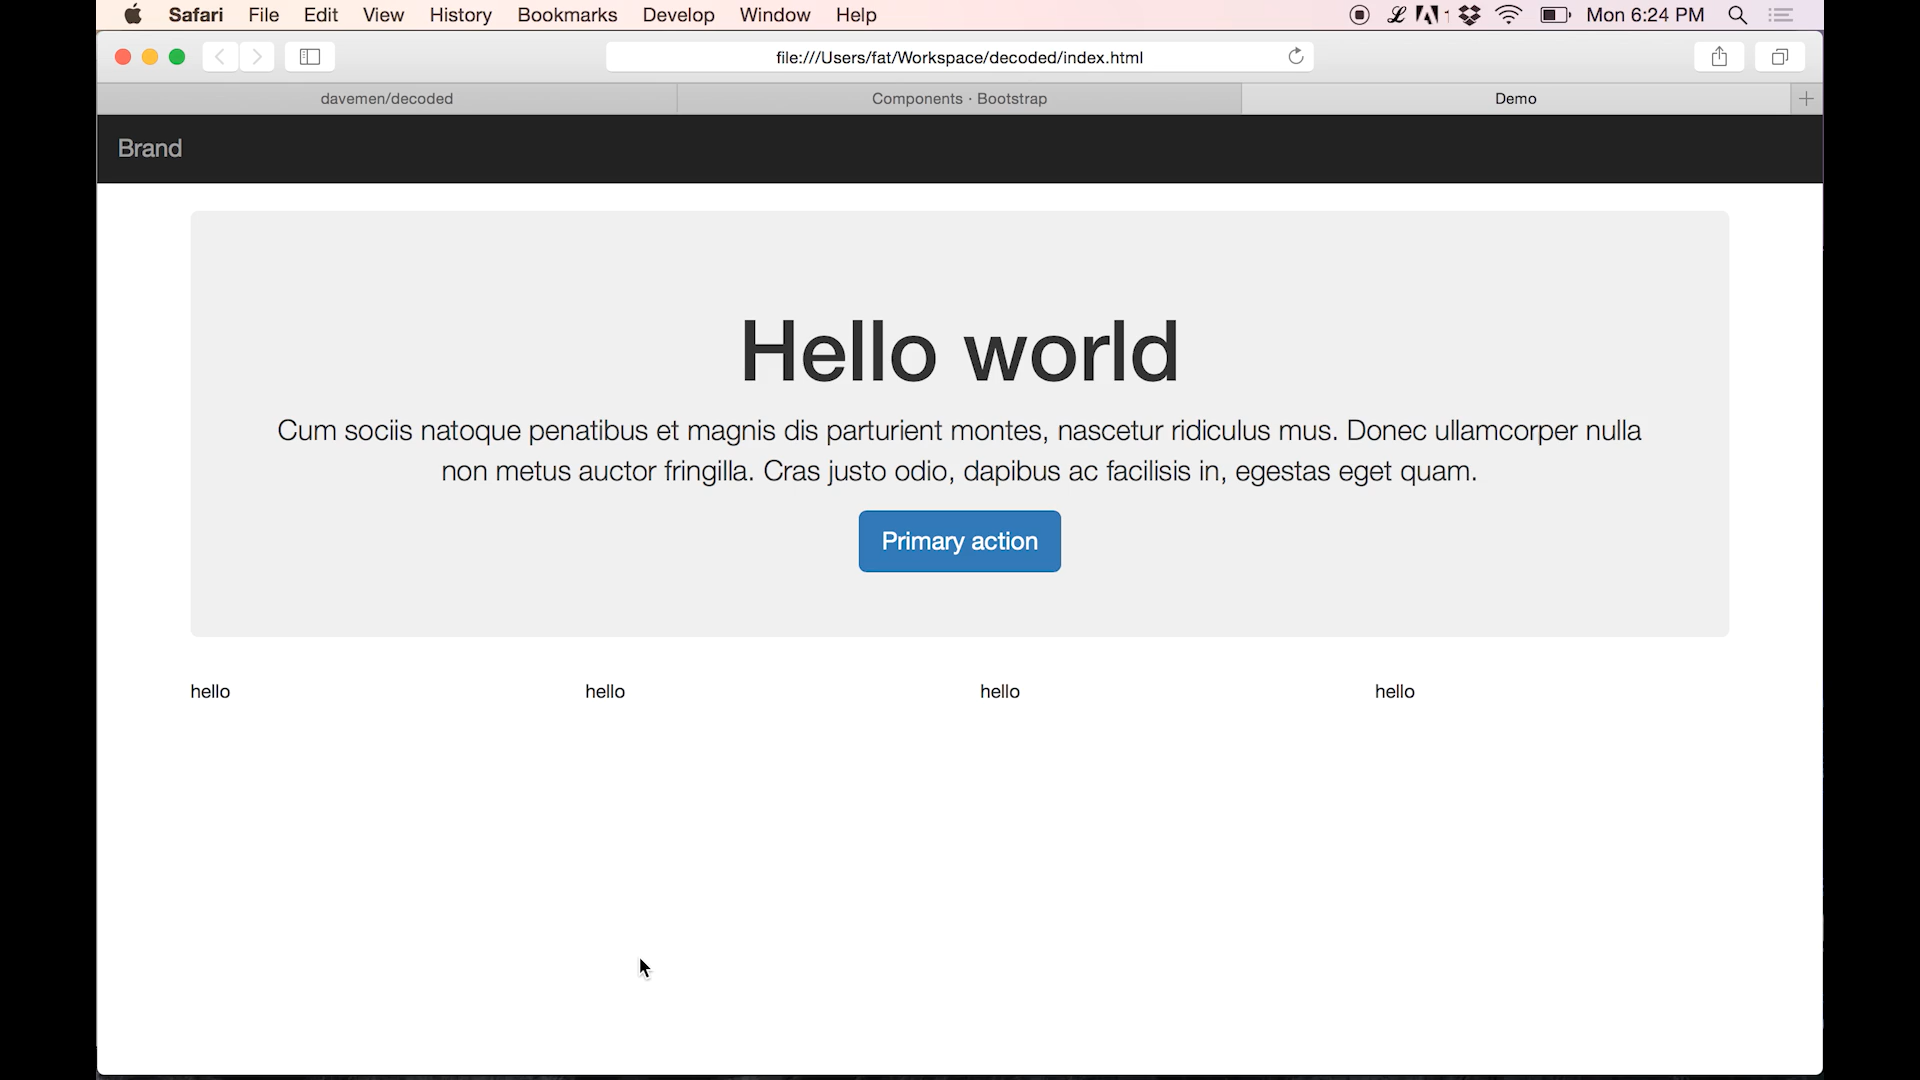 Safari File Edit View History Bookmarks Develop Window Help 1 Mon 6:24 PM
file:///Users/fat/Workspace/decoded/index.html
davemen/decoded Components · Bootstrap Demo
Brand
Hello world
Cum sociis natoque penatibus et magnis dis parturient montes, nascetur ridiculus mus. Donec ullamcorper nulla
non metus auctor fringilla. Cras justo odio, dapibus ac facilisis in, egestas eget quam.
Primary action
hello hello hello hello